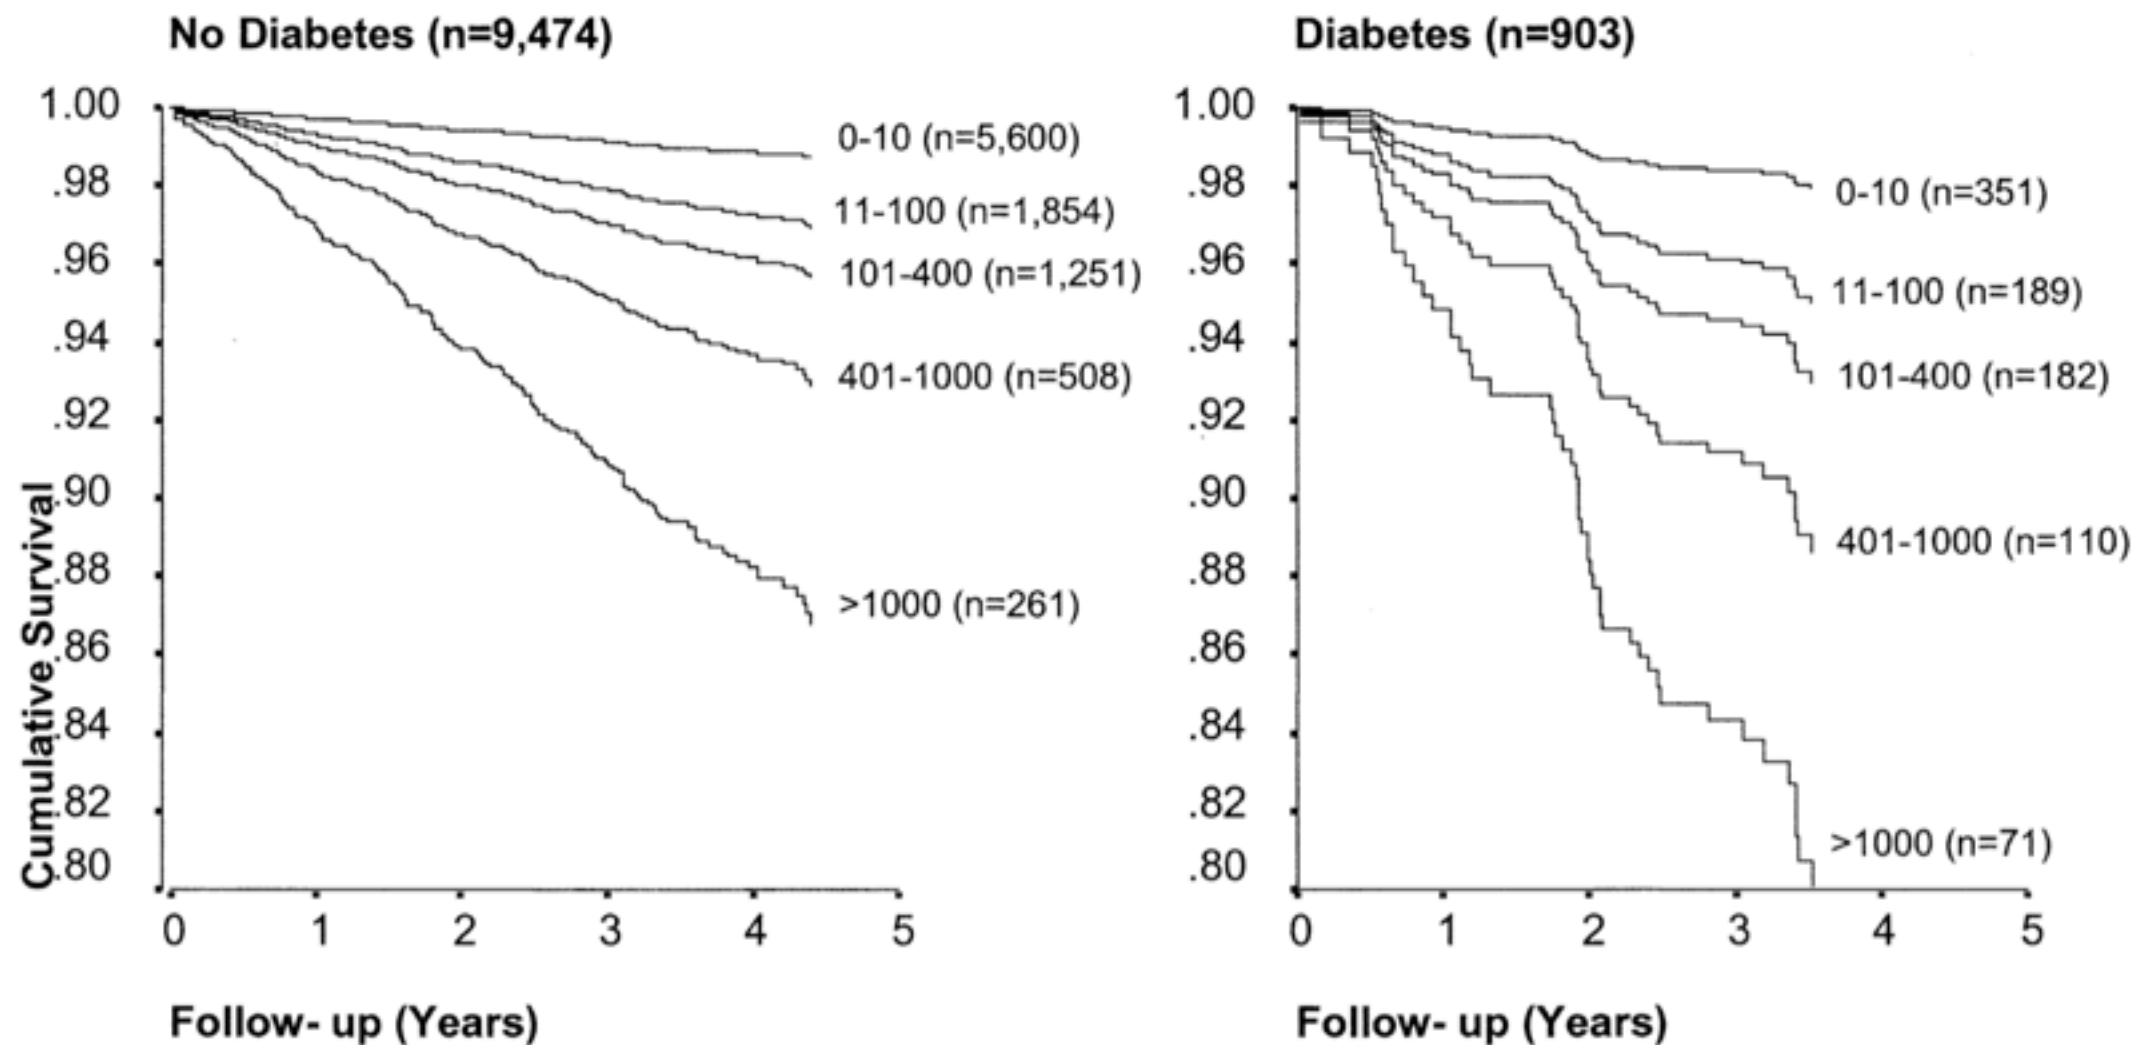 No Diabetes (n=9,474)
1.00
.98
.96
.94
.92
.90
.88
.86
.84
.82
.80
Cumulative Survival
0-10 (n=5,600)
11-100 (n=1,854)
101-400 (n=1,251)
401-1000 (n=508)
>1000 (n=261)
0 1 2 3 4 5
Follow- up (Years)
Diabetes (n=903)
1.00
.98
.96
.94
.92
.90
.88
.86
.84
.82
.80
0-10 (n=351)
11-100 (n=189)
101-400 (n=182)
401-1000 (n=110)
>1000 (n=71)
0 1 2 3 4 5
Follow- up (Years)